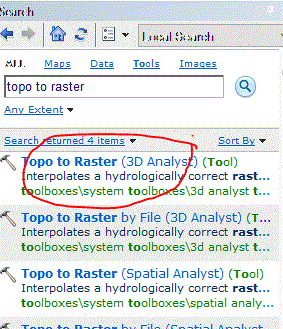 Search
Local Search
ALL Maps Data Tools Images
topo to raster
Any Extent
Search returned 4 items Sort By
Topo to Raster (3D Analyst) (Tool)
Interpolates a hydrologically correct rast...
toolboxes\system toolboxes\3d analyst t...
Topo to Raster by File (3D Analyst) (Tool)
Interpolates a hydrologically correct rast...
toolboxes\system toolboxes\3d analyst t...
Topo to Raster (Spatial Analyst) (Tool)
Interpolates a hydrologically correct rast...
toolboxes\system toolboxes\spatial analy...
Topo to Raster by File (Spatial Analyst) (